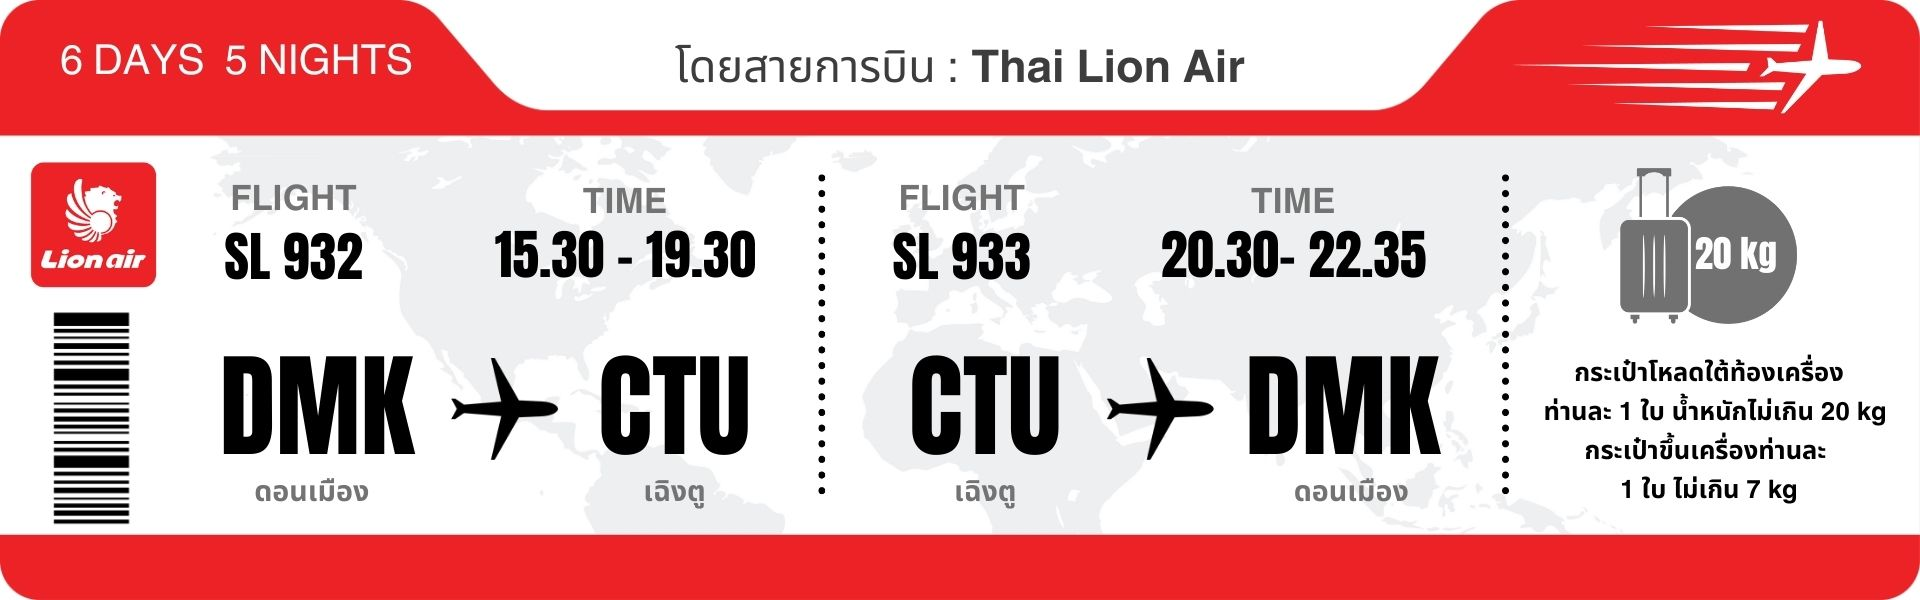 6 DAYS 5 NIGHTS
โดยสายการบิน : Thai Lion Air
Lion air
FLIGHT
SL 932
TIME
15.30 - 19.30
DMK
CTU
ดอนเมือง
เฉิงตู
FLIGHT
SL 933
TIME
20.30- 22.35
CTU
DMK
เฉิงตู
ดอนเมือง
20 kg
กระเป๋าโหลดใต้ท้องเครื่อง
ท่านละ 1 ใบ น้ำหนักไม่เกิน 20 kg
กระเป๋าขึ้นเครื่องท่านละ
1 ใบ ไม่เกิน 7 kg